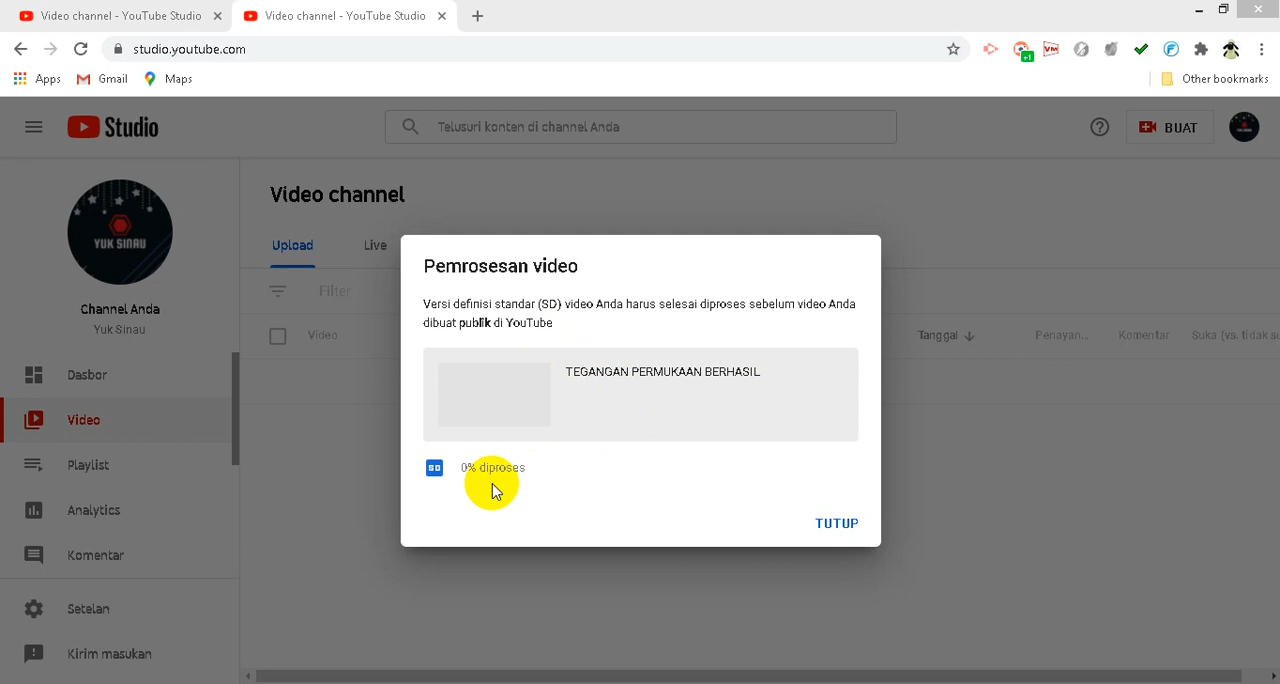 Video channel - YouTube Studio
Video channel - YouTube Studio
studio.youtube.com
VM
+1
Apps
Gmail
Maps
Other bookmarks
Studio
Telusuri konten di channel Anda
BUAT
YUK SINAU
Channel Anda
Yuk Sinau
Dasbor
Video
Playlist
Analytics
Komentar
Setelan
Kirim masukan
Video channel
Upload
Live
Filter
Video
Tanggal
Penayan...
Komentar
Suka (vs. tidak su
Pemrosesan video
Versi definisi standar (SD) video Anda harus selesai diproses sebelum video Anda
dibuat publik di YouTube
TEGANGAN PERMUKAAN BERHASIL
SD
0% diproses
TUTUP